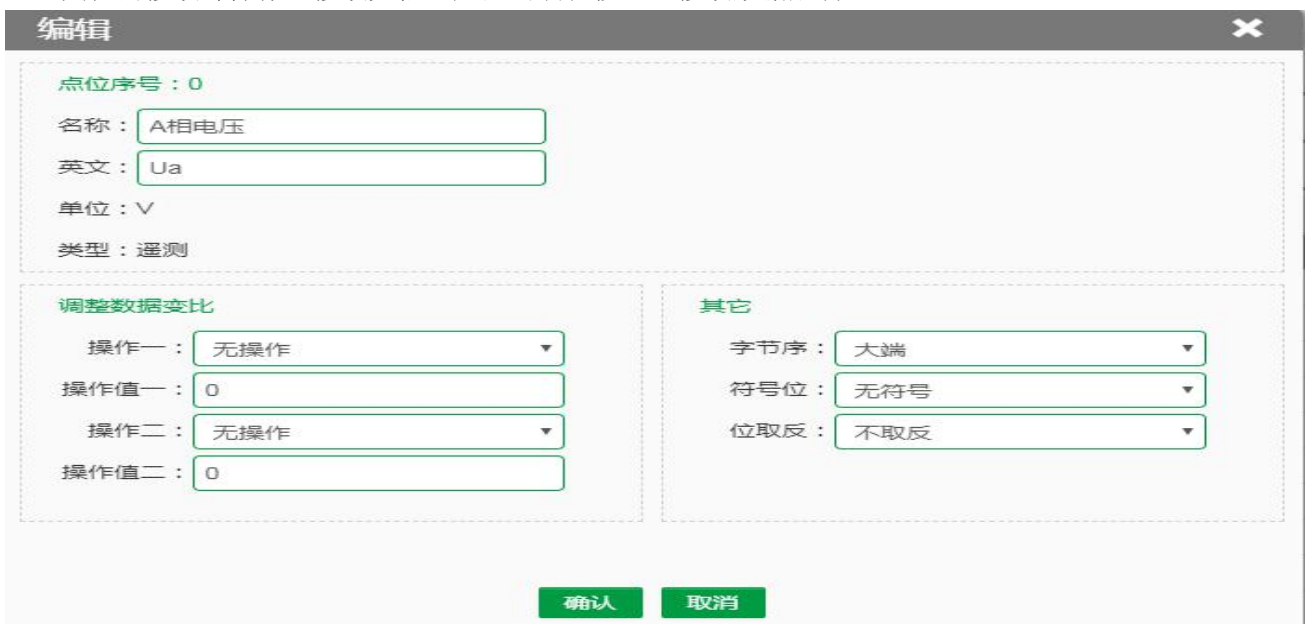 编辑
点位序号：0
名称： A相电压
英文： Ua
单位：V
类型：遥测
调整数据变比
操作一： 无操作
操作值一： 0
操作二： 无操作
操作值二： 0
其它
字节序： 大端
符号位： 无符号
位取反： 不取反
确认 取消